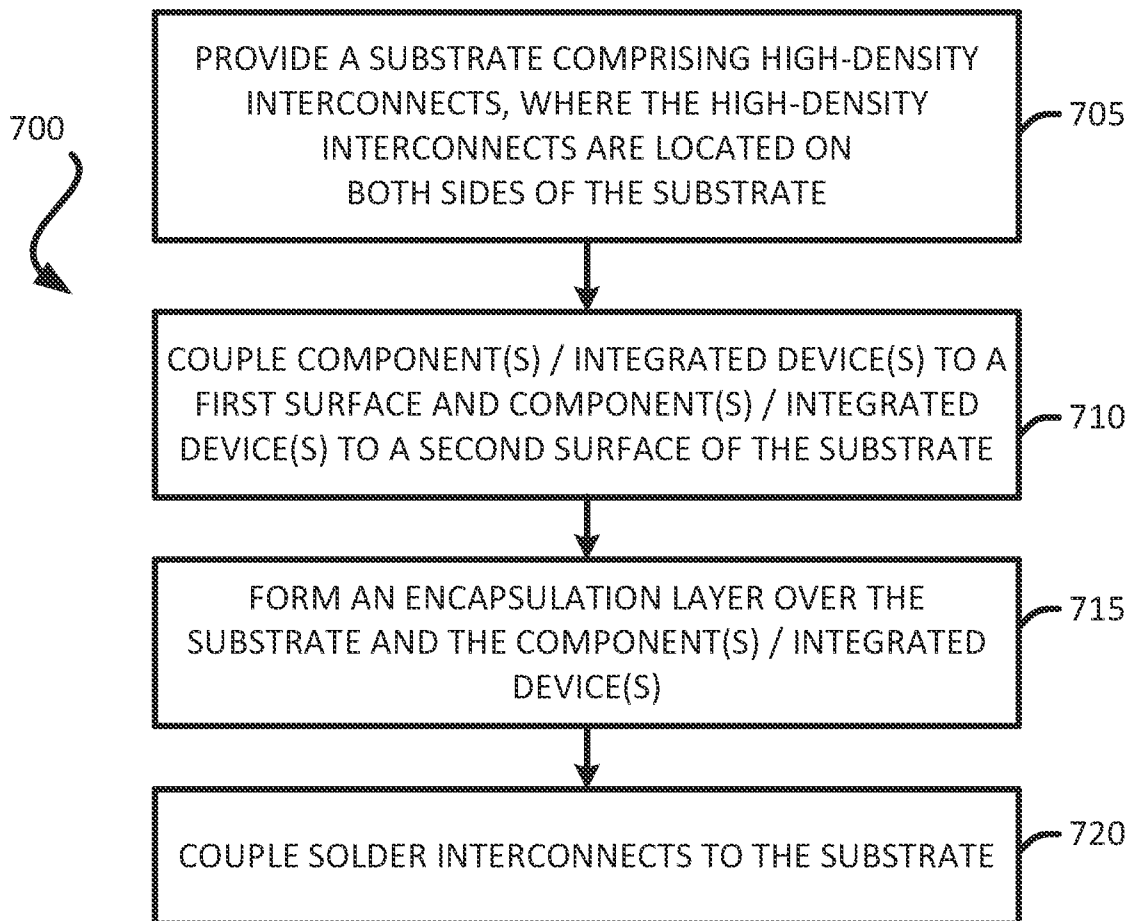 700
PROVIDE A SUBSTRATE COMPRISING HIGH-DENSITY
INTERCONNECTS, WHERE THE HIGH-DENSITY
INTERCONNECTS ARE LOCATED ON
BOTH SIDES OF THE SUBSTRATE
705
COUPLE COMPONENT(S) / INTEGRATED DEVICE(S) TO A
FIRST SURFACE AND COMPONENT(S) / INTEGRATED
DEVICE(S) TO A SECOND SURFACE OF THE SUBSTRATE
710
FORM AN ENCAPSULATION LAYER OVER THE
SUBSTRATE AND THE COMPONENT(S) / INTEGRATED
DEVICE(S)
715
COUPLE SOLDER INTERCONNECTS TO THE SUBSTRATE
720